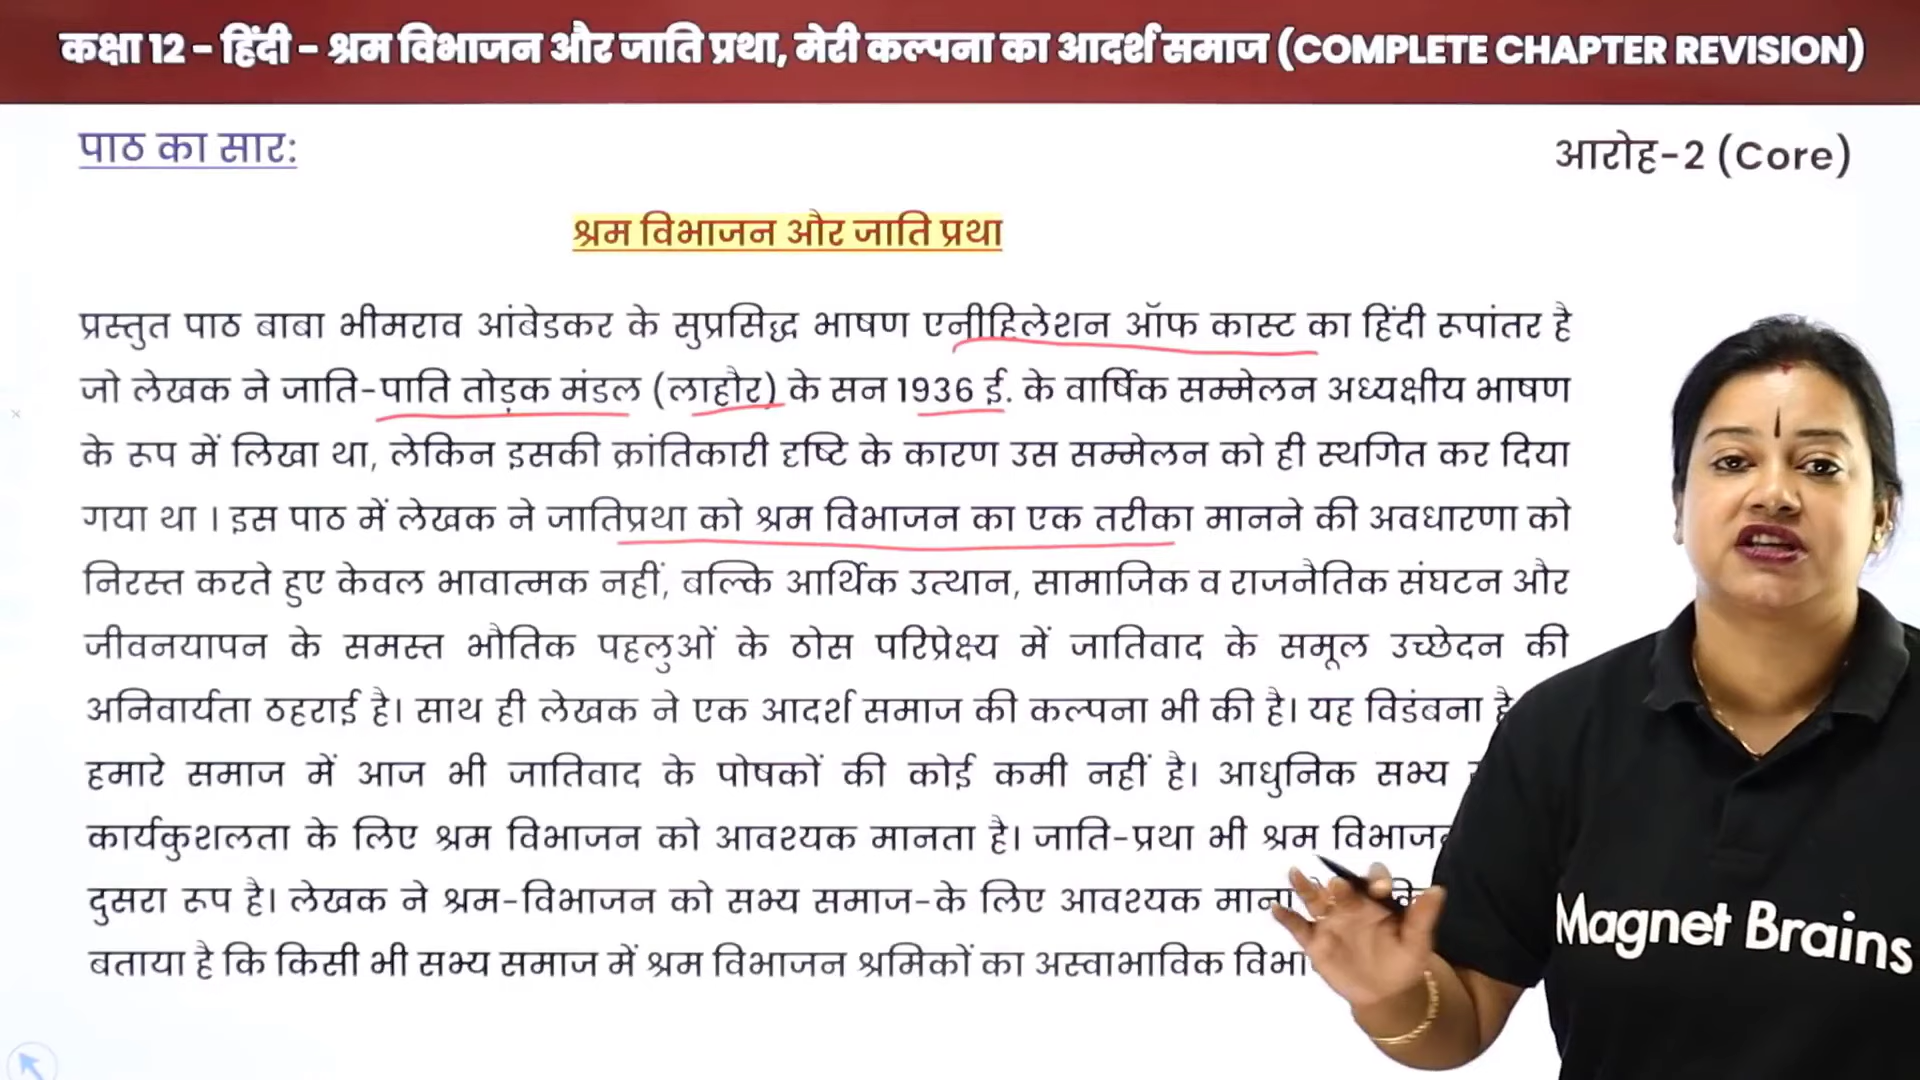 कक्षा 12 - हिंदी - श्रम विभाजन और जाति प्रथा, मेरी कल्पना का आदर्श समाज (COMPLETE CHAPTER REVISION)
पाठ का सार:
आरोह-2 (Core)
श्रम विभाजन और जाति प्रथा
प्रस्तुत पाठ बाबा भीमराव आंबेडकर के सुप्रसिद्ध भाषण एनीहिलेशन ऑफ कास्ट का हिंदी रूपांतर है
जो लेखक ने जाति-पाति तोड़क मंडल (लाहौर) के सन 1936 ई. के वार्षिक सम्मेलन अध्यक्षीय भाषण
के रूप में लिखा था, लेकिन इसकी क्रांतिकारी दृष्टि के कारण उस सम्मेलन को ही स्थगित कर दिया
गया था । इस पाठ में लेखक ने जातिप्रथा को श्रम विभाजन का एक तरीका मानने की अवधारणा को
निरस्त करते हुए केवल भावात्मक नहीं, बल्कि आर्थिक उत्थान, सामाजिक व राजनैतिक संघटन और
जीवनयापन के समस्त भौतिक पहलुओं के ठोस परिप्रेक्ष्य में जातिवाद के समूल उच्छेदन की
अनिवार्यता ठहराई है। साथ ही लेखक ने एक आदर्श समाज की कल्पना भी की है। यह विडंबना है
हमारे समाज में आज भी जातिवाद के पोषकों की कोई कमी नहीं है। आधुनिक सभ्य
कार्यकुशलता के लिए श्रम विभाजन को आवश्यक मानता है। जाति-प्रथा भी श्रम
दुसरा रूप है। लेखक ने श्रम-विभाजन को सभ्य समाज-के लिए आवश्यक माना
बताया है कि किसी भी सभ्य समाज में श्रम विभाजन श्रमिकों का अस्वाभाविक
Magnet Brains